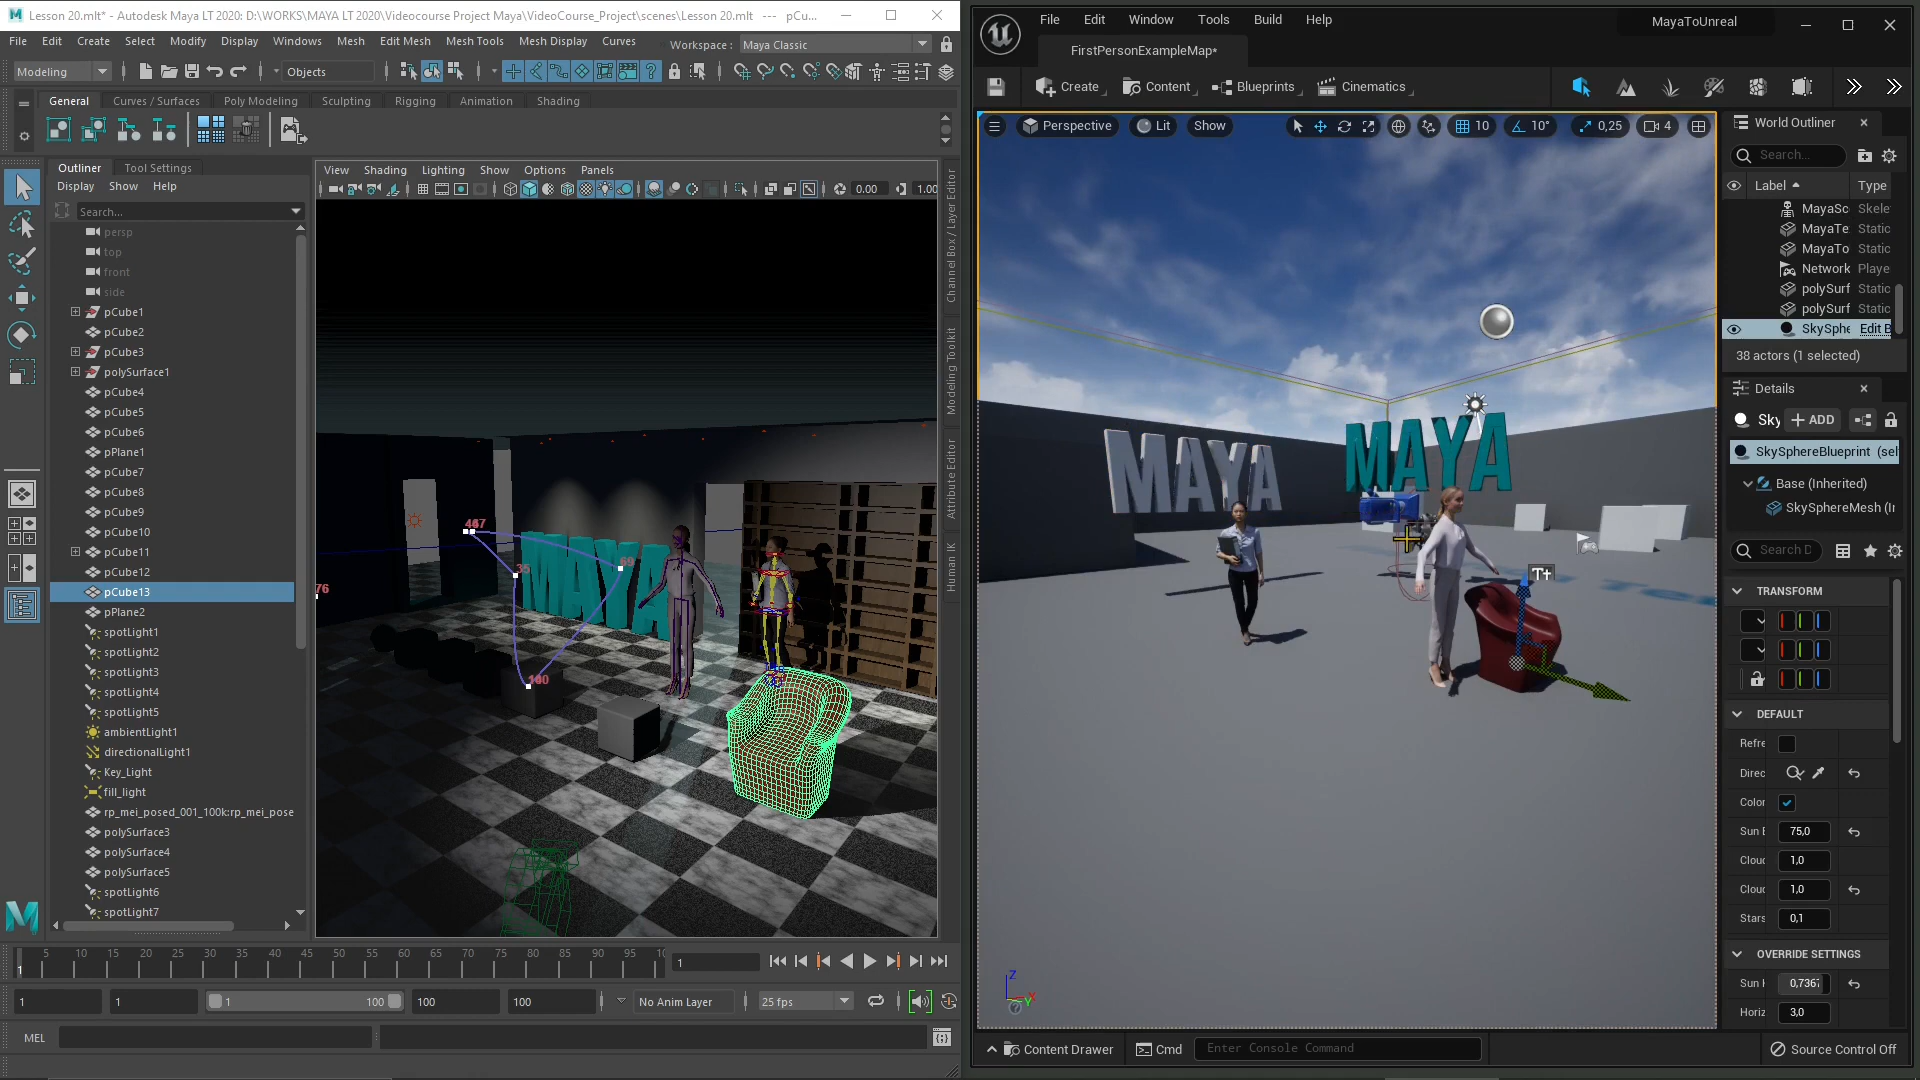 Lesson 20.mlt* - Autodesk Maya LT 2020: D:\WORKS\MAYA LT 2020\Videocourse Project Maya\VideoCourse_Project\scenes\Lesson 20.mlt --- pCu...
File Edit Create Select Modify Display Windows Mesh Edit Mesh Mesh Tools Mesh Display Curves
Workspace : Maya Classic
Modeling
Objects
General Curves / Surfaces Poly Modeling Sculpting Rigging Animation Shading
Outliner Tool Settings
Display Show Help
Search...
persp
top
front
side
pCube1
pCube2
pCube3
polySurface1
pCube4
pCube5
pCube6
pPlane1
pCube7
pCube8
pCube9
pCube10
pCube11
pCube12
pCube13
pPlane2
spotLight1
spotLight2
spotLight3
spotLight4
spotLight5
ambientLight1
directionalLight1
Key_Light
fill_light
rp_mei_posed_001_100k:rp_mei_pose
polySurface3
polySurface4
polySurface5
spotLight6
spotLight7
View Shading Lighting Show Options Panels
0.00 1.00
MAYA
69
35
76
Channel Box / Layer Editor
Modeling Toolkit
Attribute Editor
Human IK
5 10 15 20 25 30 35 40 45 50 55 60 65 70 75 80 85 90 95 10
1
1
1 1 1 100 100 100 No Anim Layer 25 fps
MEL
File Edit Window Tools Build Help
MayaToUnreal
FirstPersonExampleMap*
Create Content Blueprints Cinematics
Perspective Lit Show
10 10° 0,25 4
MAYA
MAYA
T+
Z
Y
Content Drawer Cmd Enter Console Command
Source Control Off
World Outliner
Search...
Label Type
MayaSc Skele
MayaTe Static
MayaTo Static
Network Playe
polySurf Static
polySurf Static
SkySphe Edit B
38 actors (1 selected)
Details
Sky ADD
SkySphereBlueprint (sel
Base (Inherited)
SkySphereMesh (Ir
Search D
TRANSFORM
DEFAULT
Refre
Direc
Color
Sun B 75,0
Cloud 1,0
Cloud 1,0
Stars 0,1
OVERRIDE SETTINGS
Sun H 0,7367
Horiz 3,0